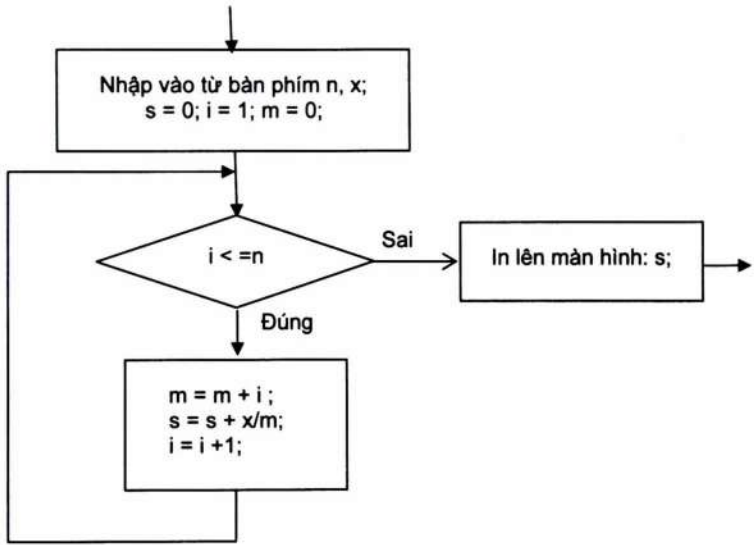 Nhập vào từ bàn phím n, x;
s = 0; i = 1; m = 0;
i < =n
Sai
In lên màn hình: s;
Đúng
m = m + i ;
s = s + x/m;
i = i +1;